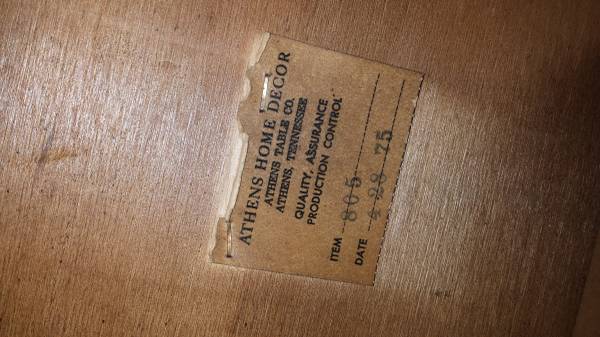 ATHENS HOME DECOR
ATHENS TABLE CO.
ATHENS, TENNESSEE
QUALITY, ASSURANCE
PRODUCTION CONTROL
ITEM 805
DATE 4 28 75